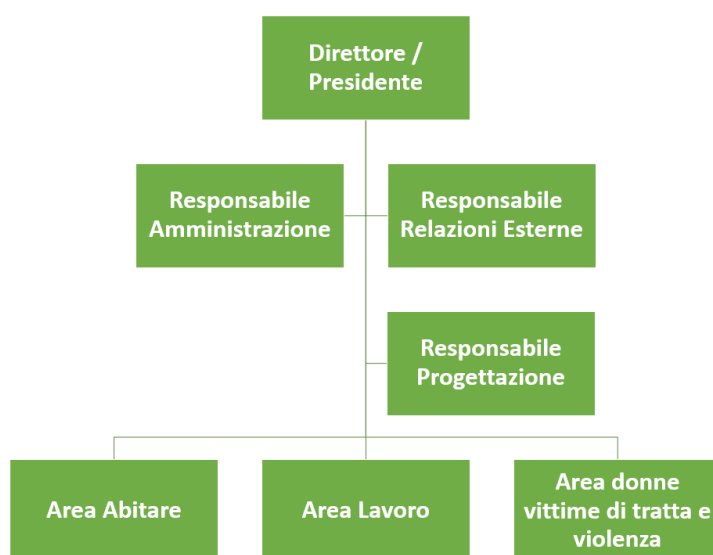 Direttore /
Presidente
Responsabile
Amministrazione
Responsabile
Relazioni Esterne
Responsabile
Progettazione
Area Abitare
Area Lavoro
Area donne
vittime di tratta e
violenza